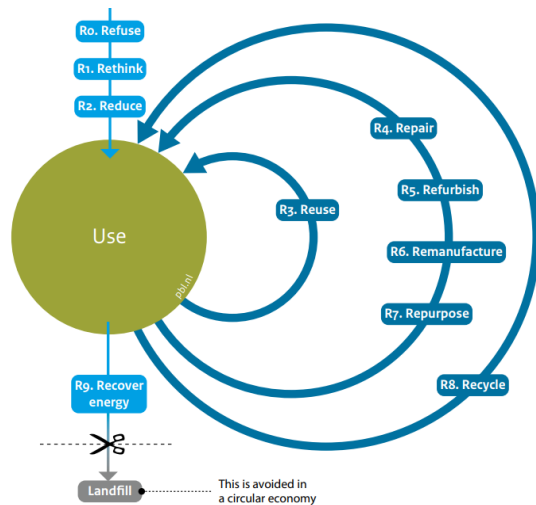 R0. Refuse
R1. Rethink
R2. Reduce
R4. Repair
R5. Refurbish
Use
R3. Reuse
R6. Remanufacture
pbl.nl
R7. Repurpose
R8. Recycle
R9. Recover
energy
Landfill
This is avoided in
a circular economy